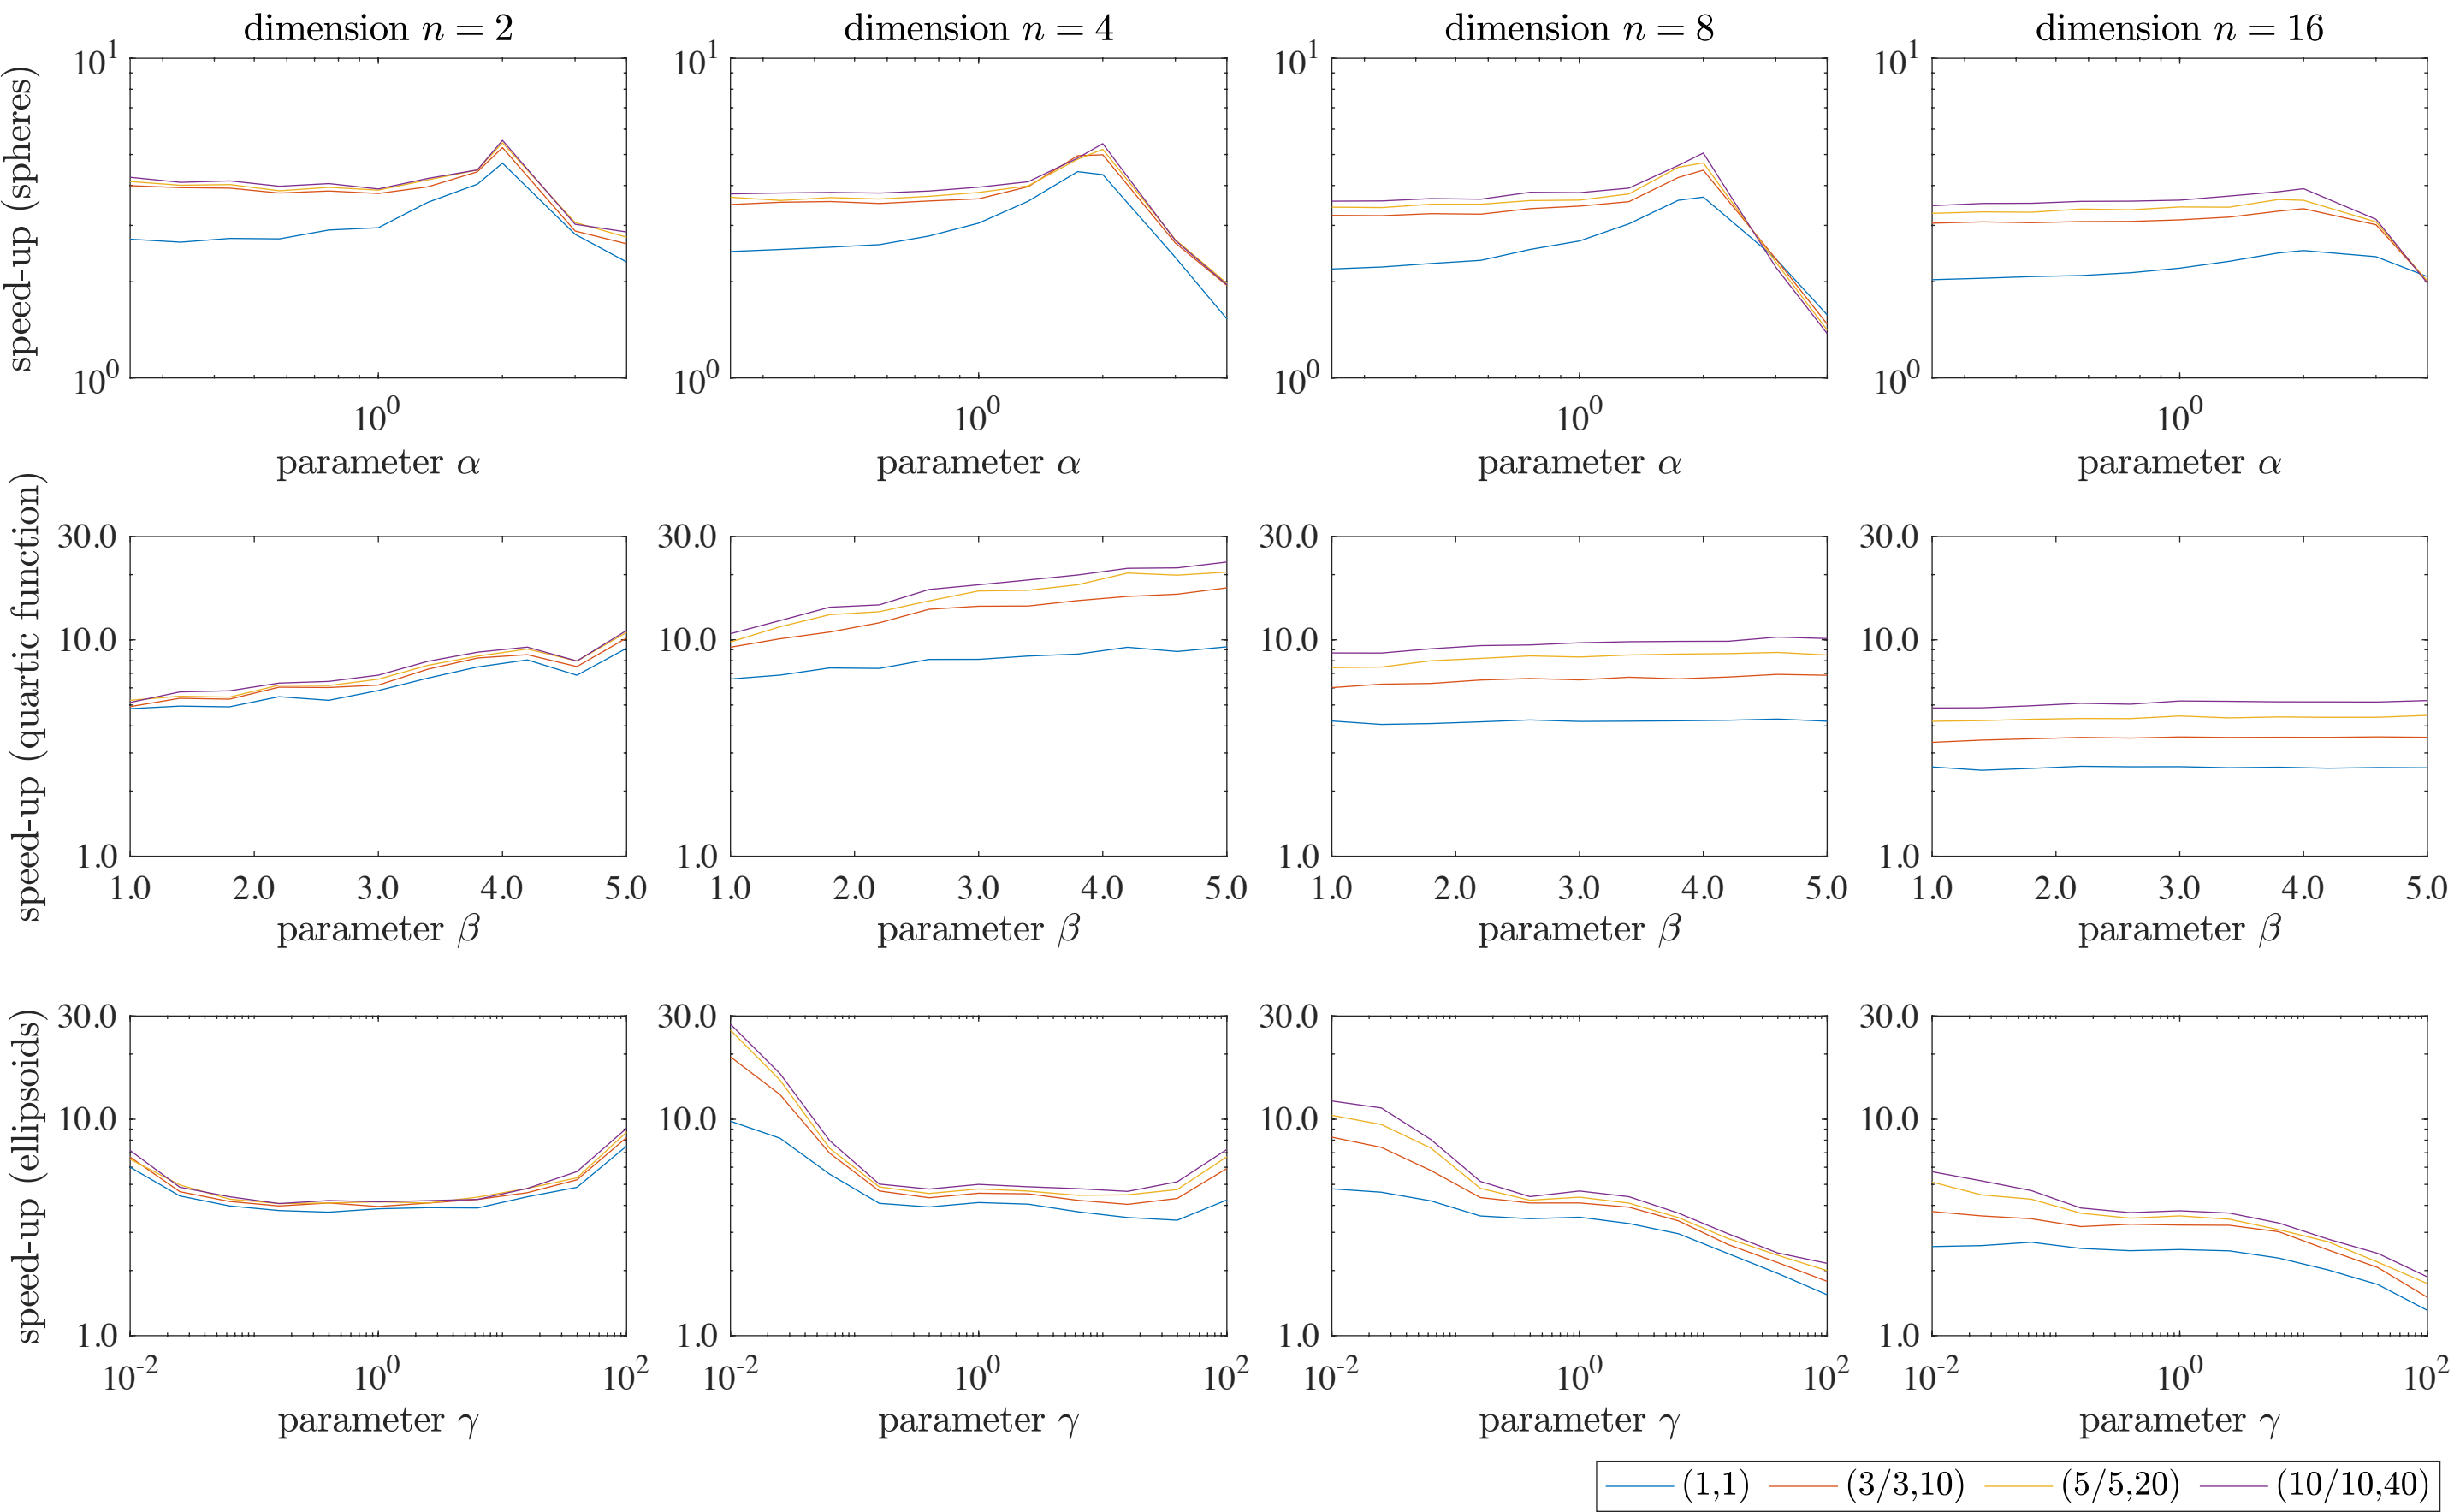 dimension n = 2
dimension n = 4
dimension n = 8
dimension n = 16
speed-up (spheres)
10^1
10^0
10^0
parameter α
10^1
10^0
10^0
parameter α
10^1
10^0
10^0
parameter α
10^1
10^0
10^0
parameter α
speed-up (quartic function)
30.0
10.0
1.0
1.0 2.0 3.0 4.0 5.0
parameter β
30.0
10.0
1.0
1.0 2.0 3.0 4.0 5.0
parameter β
30.0
10.0
1.0
1.0 2.0 3.0 4.0 5.0
parameter β
30.0
10.0
1.0
1.0 2.0 3.0 4.0 5.0
parameter β
speed-up (ellipsoids)
30.0
10.0
1.0
10^-2 10^0 10^2
parameter γ
30.0
10.0
1.0
10^-2 10^0 10^2
parameter γ
30.0
10.0
1.0
10^-2 10^0 10^2
parameter γ
30.0
10.0
1.0
10^-2 10^0 10^2
parameter γ
(1,1) (3/3,10) (5/5,20) (10/10,40)